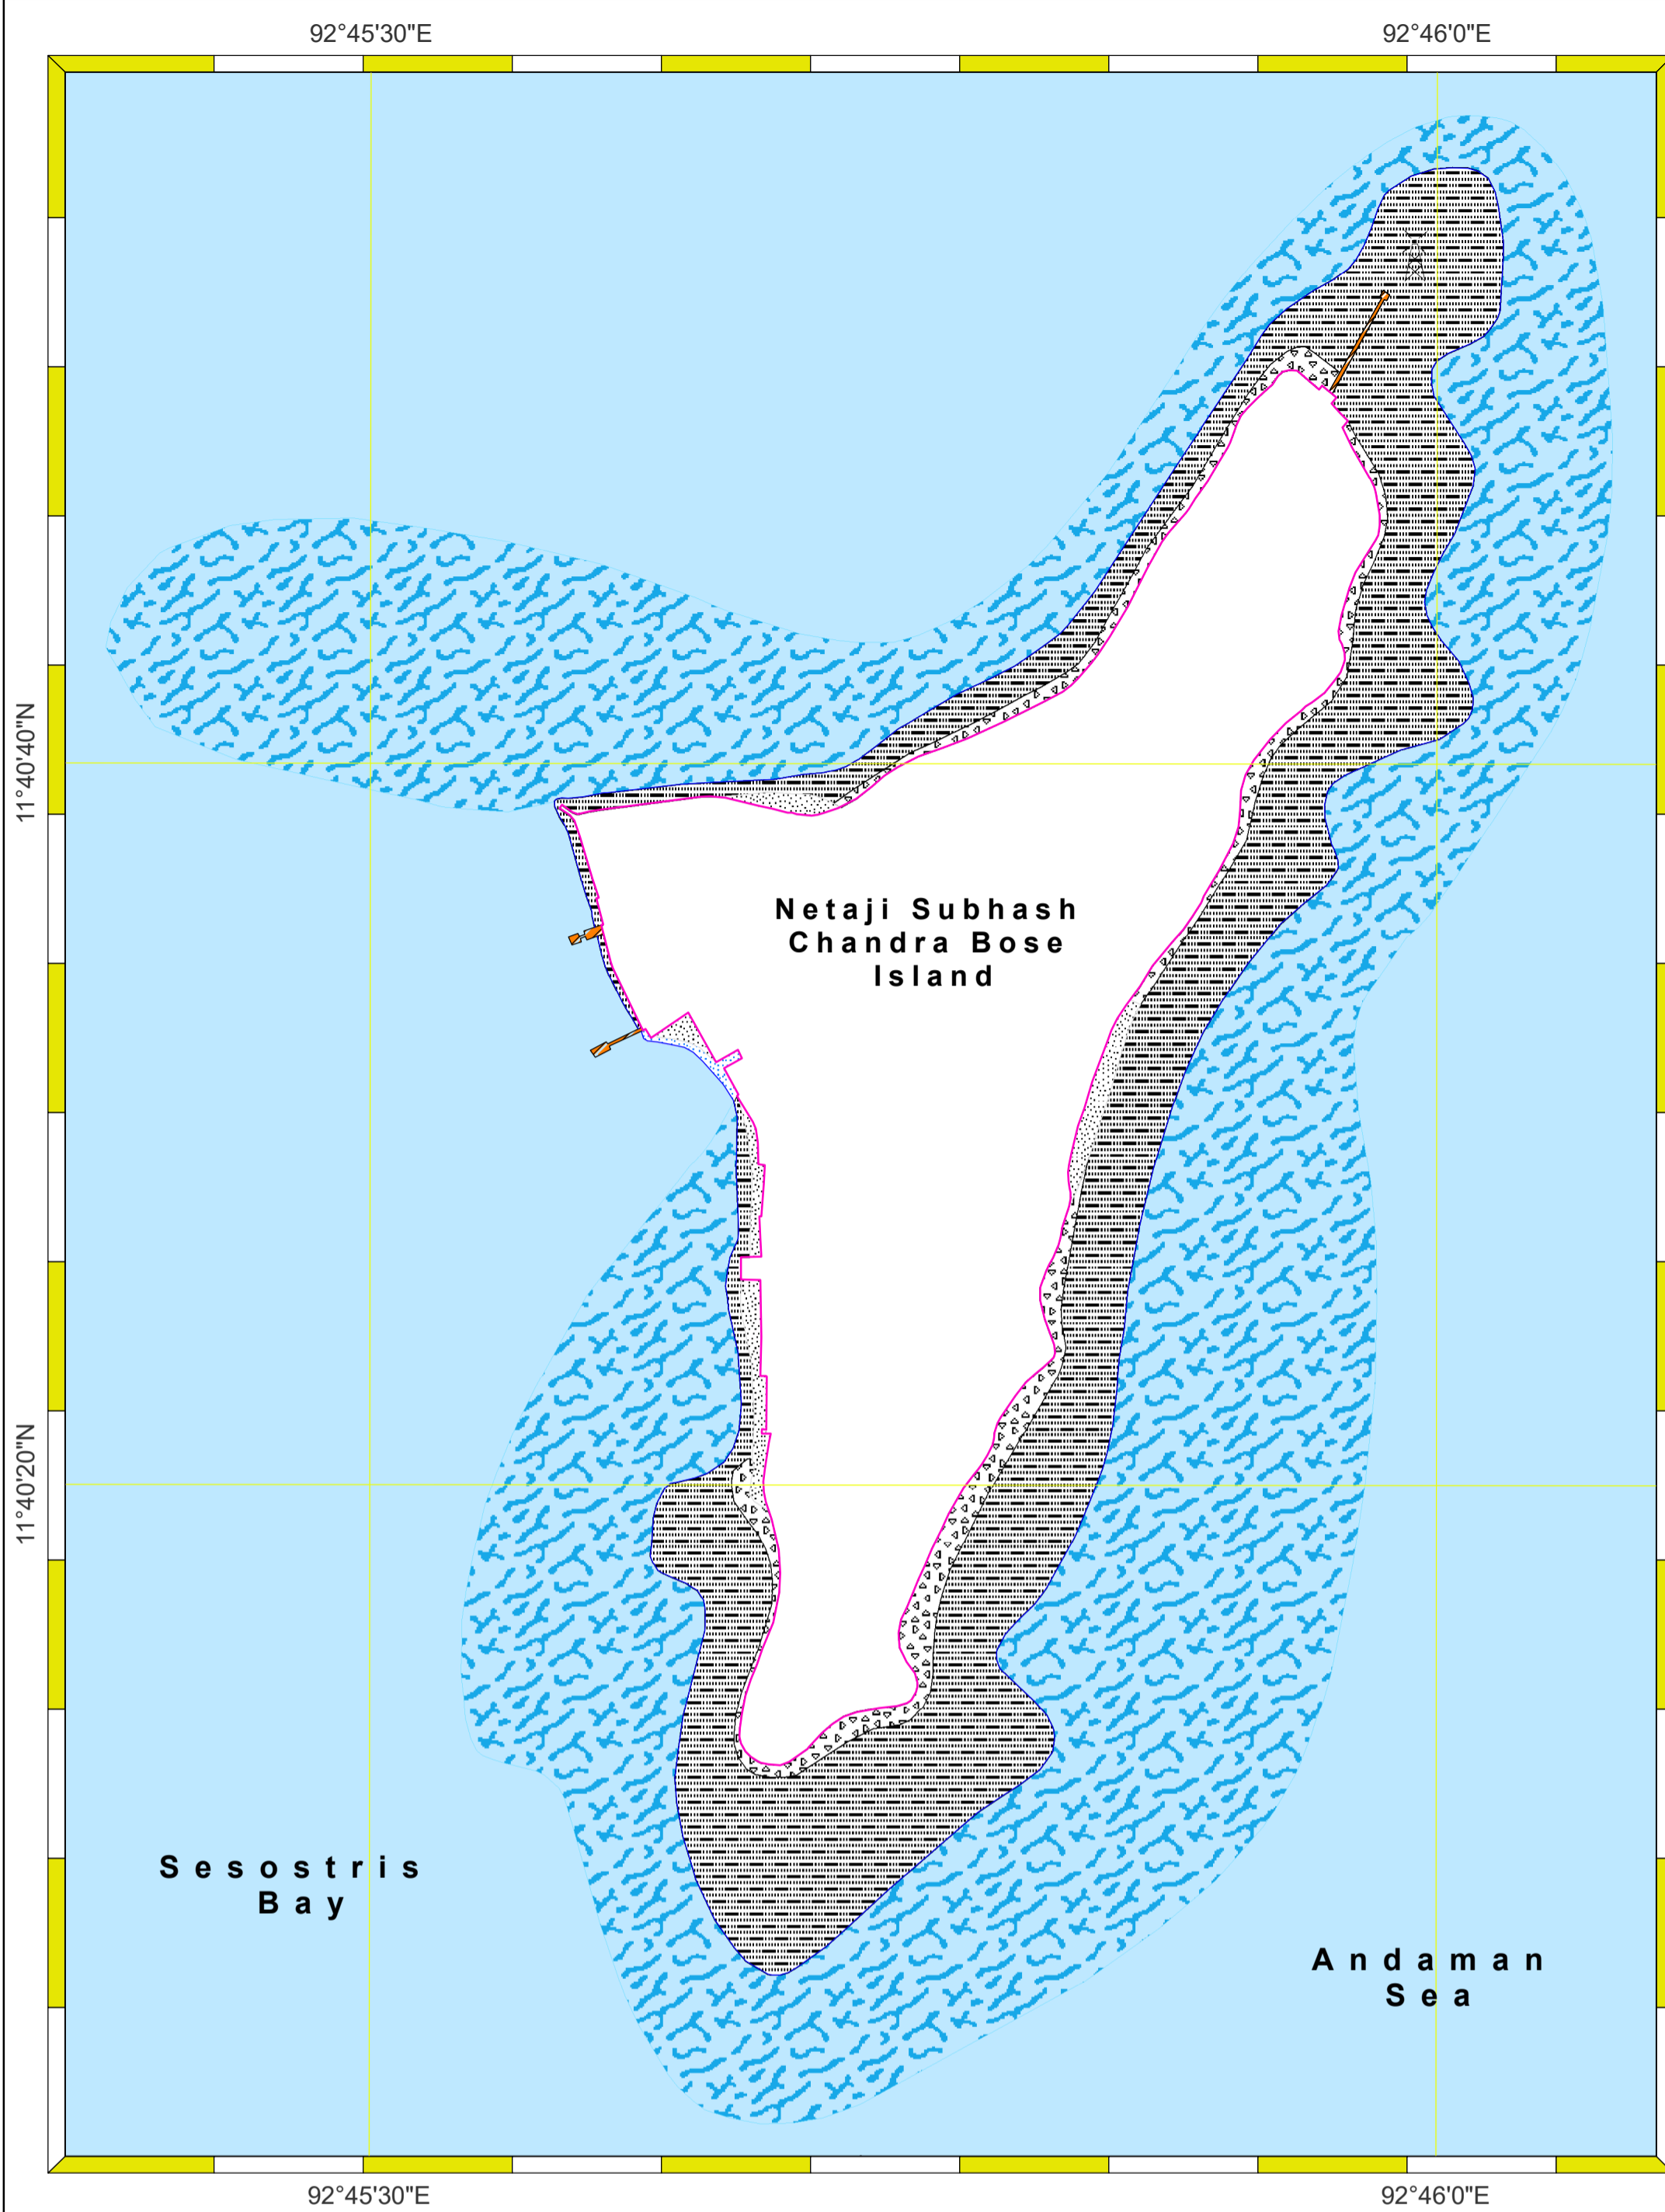 92°45'30"E
92°46'0"E
11°40'40"N
Netaji Subhash
Chandra Bose
Island
11°40'20"N
Sesostris
Bay
Andaman
Sea
92°45'30"E
92°46'0"E